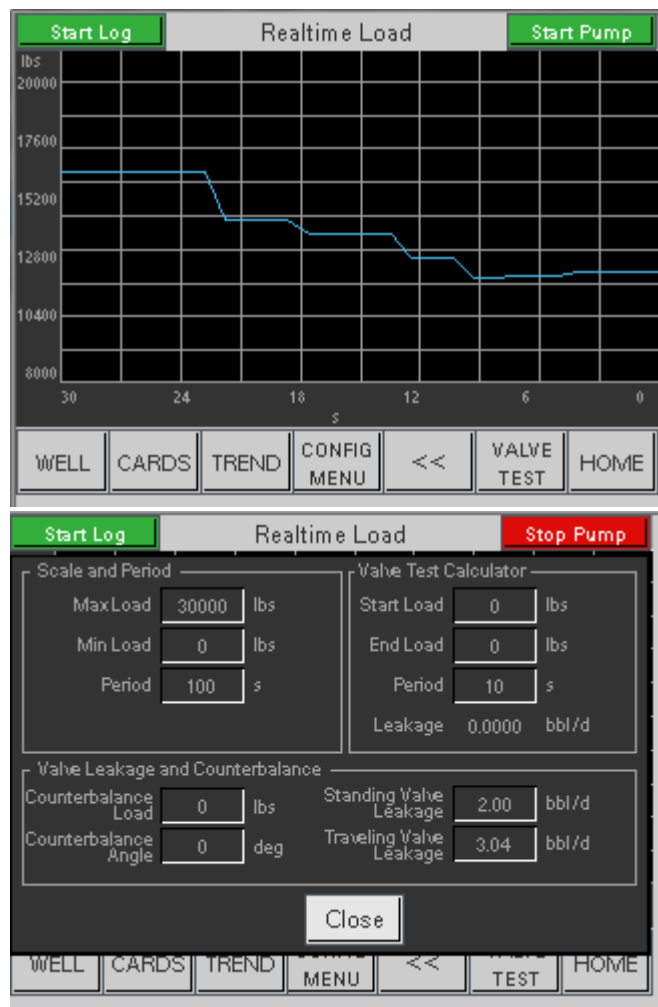 Start Log Realtime Load Start Pump
lbs
20000
17600
15200
12800
10400
8000
30 24 18 12 6 0
s
WELL CARDS TREND CONFIG MENU << VALVE TEST HOME
Start Log Realtime Load Stop Pump
Scale and Period Valve Test Calculator
Max Load 30000 lbs Start Load 0 lbs
Min Load 0 lbs End Load 0 lbs
Period 100 s Period 10 s
Leakage 0.0000 bbl/d
Valve Leakage and Counterbalance
Counterbalance Load 0 lbs Standing Valve Leakage 2.00 bbl/d
Counterbalance Angle 0 deg Traveling Valve Leakage 3.04 bbl/d
Close
WELL CARDS TREND MENU << TEST HOME